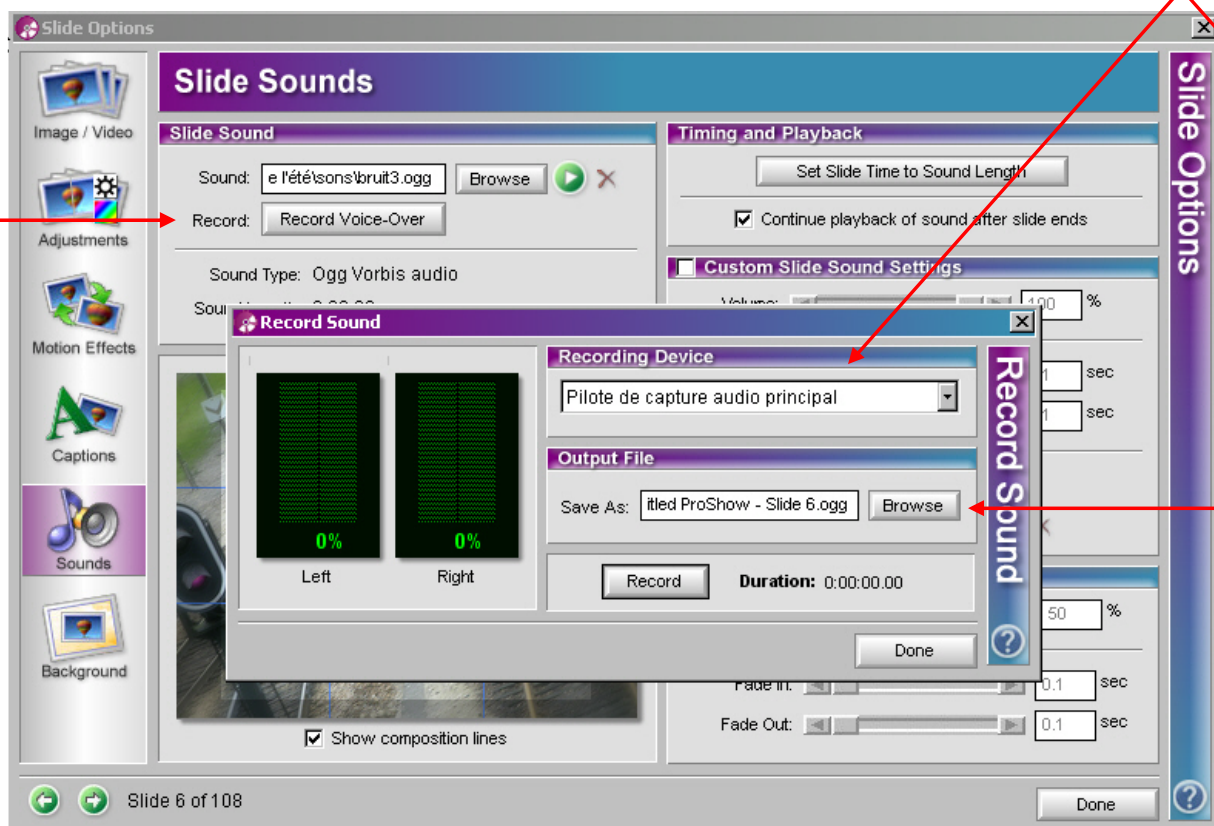 Slide Options
Image / Video
Adjustments
Motion Effects
Captions
Sounds
Background
Slide Sounds
Slide Sound
Sound: e l'été\sons\bruit3.ogg Browse
Record: Record Voice-Over
Sound Type: Ogg Vorbis audio
Timing and Playback
Set Slide Time to Sound Length
Continue playback of sound after slide ends
Custom Slide Sound Settings
Volume: 100 %
sec
sec
Record Sound
0% 0%
Left Right
Recording Device
Pilote de capture audio principal
Output File
Save As: itled ProShow - Slide 6.ogg Browse
Record Duration: 0:00:00.00
Done
Record Sound
50 %
Fade In: 0.1 sec
Fade Out: 0.1 sec
Show composition lines
Slide 6 of 108
Done
Slide Options